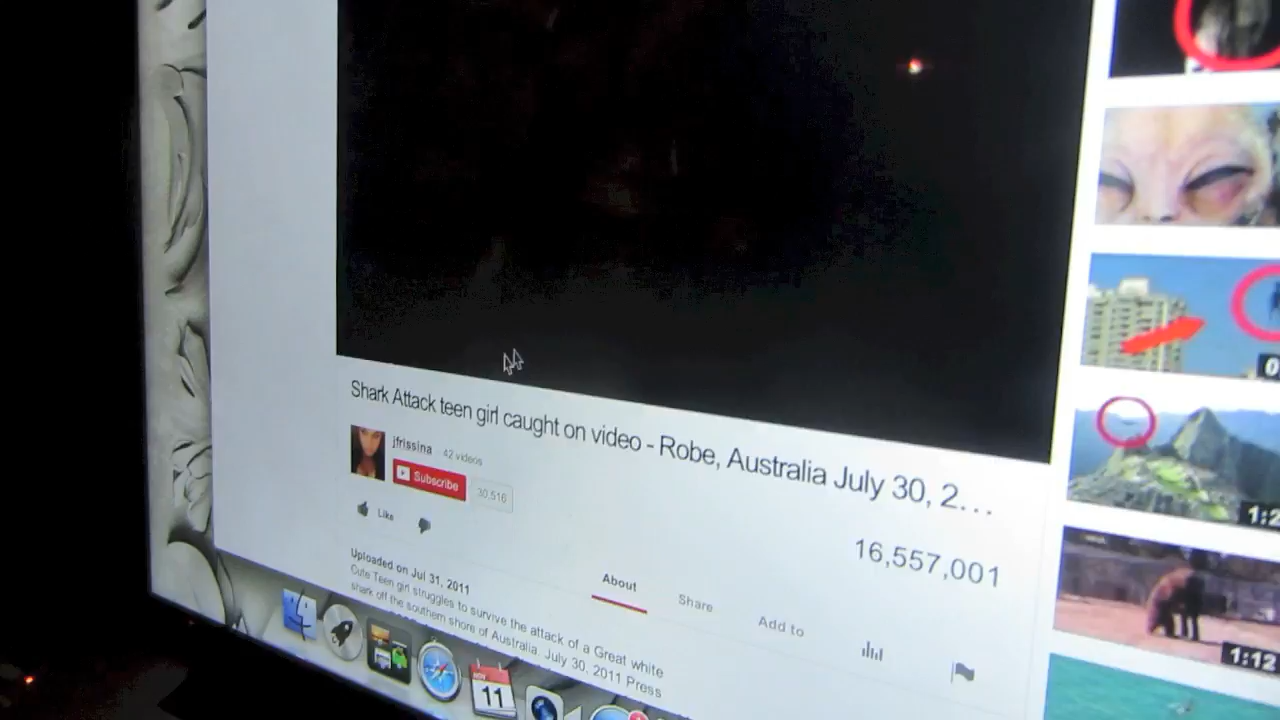 Shark Attack teen girl caught on video - Robe, Australia July 30, 2...
jfrissina · 42 videos
Subscribe 30,516
16,557,001
Like
About Share Add to
Uploaded on Jul 31, 2011
Cute Teen girl struggles to survive the attack of a Great white
shark off the southern shore of Australia. July 30, 2011 Press
11
0
1:2
1:12